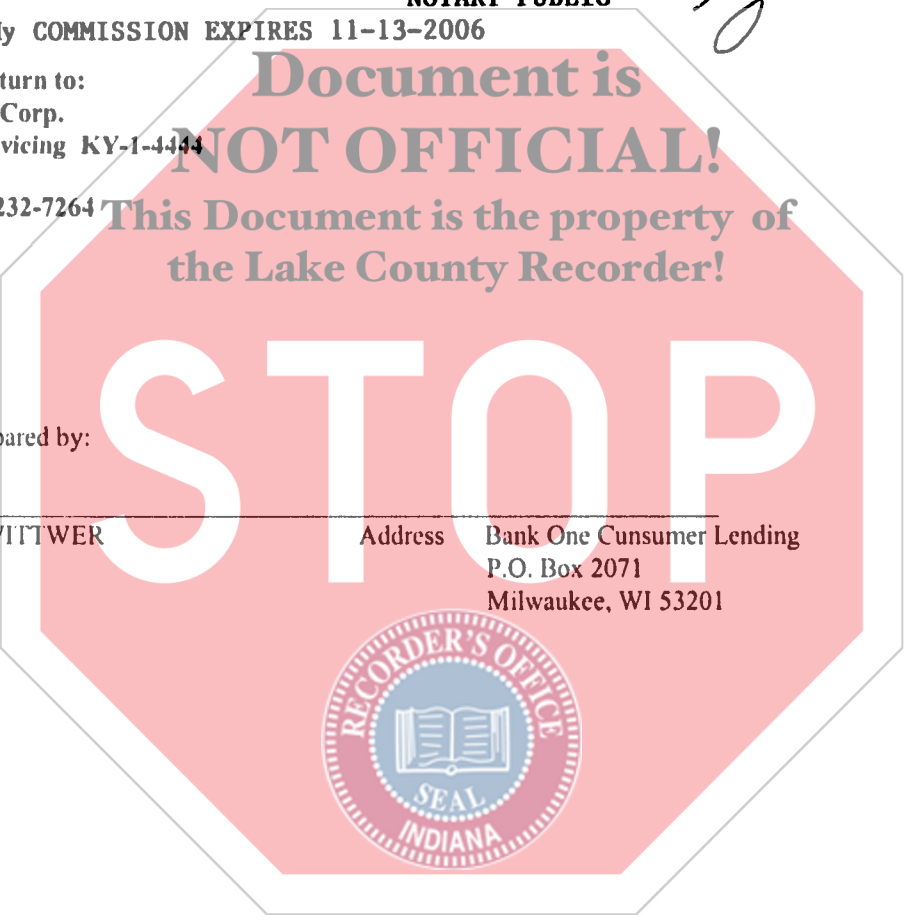 NOTARY PUBLIC
My COMMISSION EXPIRES 11-13-2006
turn to:
Corp.
vicing KY-1-4444
232-7264
Document is
NOT OFFICIAL!
This Document is the property of
the Lake County Recorder!
STOP
pared by:
VITTWER Address Bank One Cunsumer Lending
P.O. Box 2071
Milwaukee, WI 53201
RECORDER'S OFFICE
SEAL
INDIANA